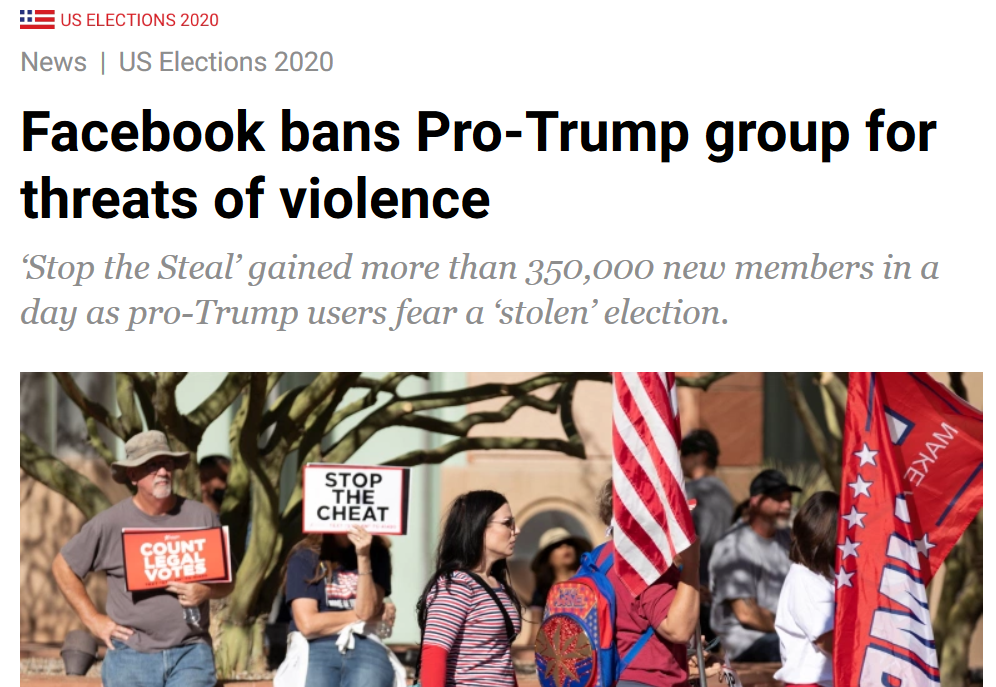 US ELECTIONS 2020
News | US Elections 2020
Facebook bans Pro-Trump group for
threats of violence
‘Stop the Steal’ gained more than 350,000 new members in a
day as pro-Trump users fear a ‘stolen’ election.
STOP
THE
CHEAT
COUNT
LEGAL
VOTES
MAKE